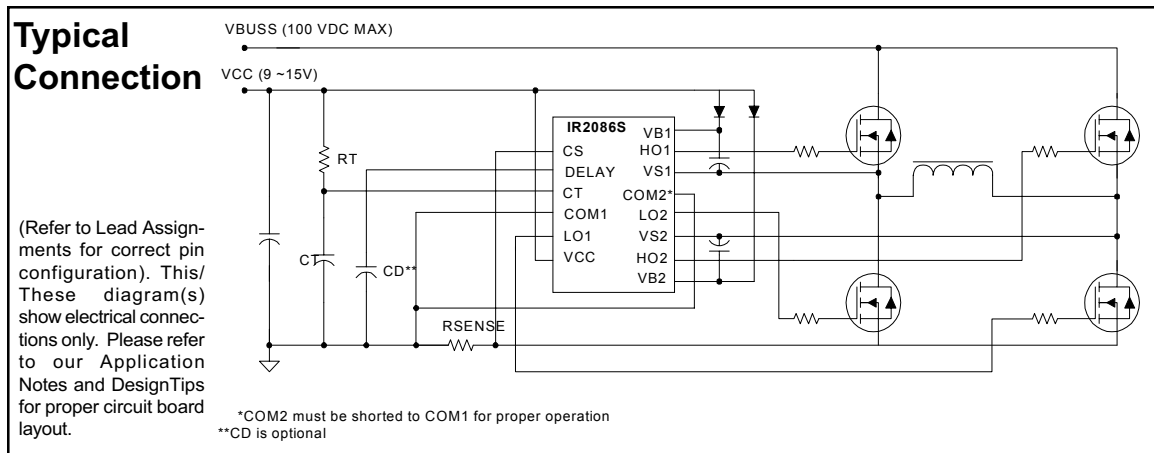 Typical
Connection
VBUSS (100 VDC MAX)
VCC (9 ~15V)
IR2086S
RT
CS
DELAY
CT
COM1
LO1
VCC
VB1
HO1
VS1
COM2*
LO2
VS2
HO2
VB2
CT
CD**
RSENSE
(Refer to Lead Assign-
ments for correct pin
configuration). This/
These diagram(s)
show electrical connec-
tions only. Please refer
to our Application
Notes and DesignTips
for proper circuit board
layout.
*COM2 must be shorted to COM1 for proper operation
**CD is optional